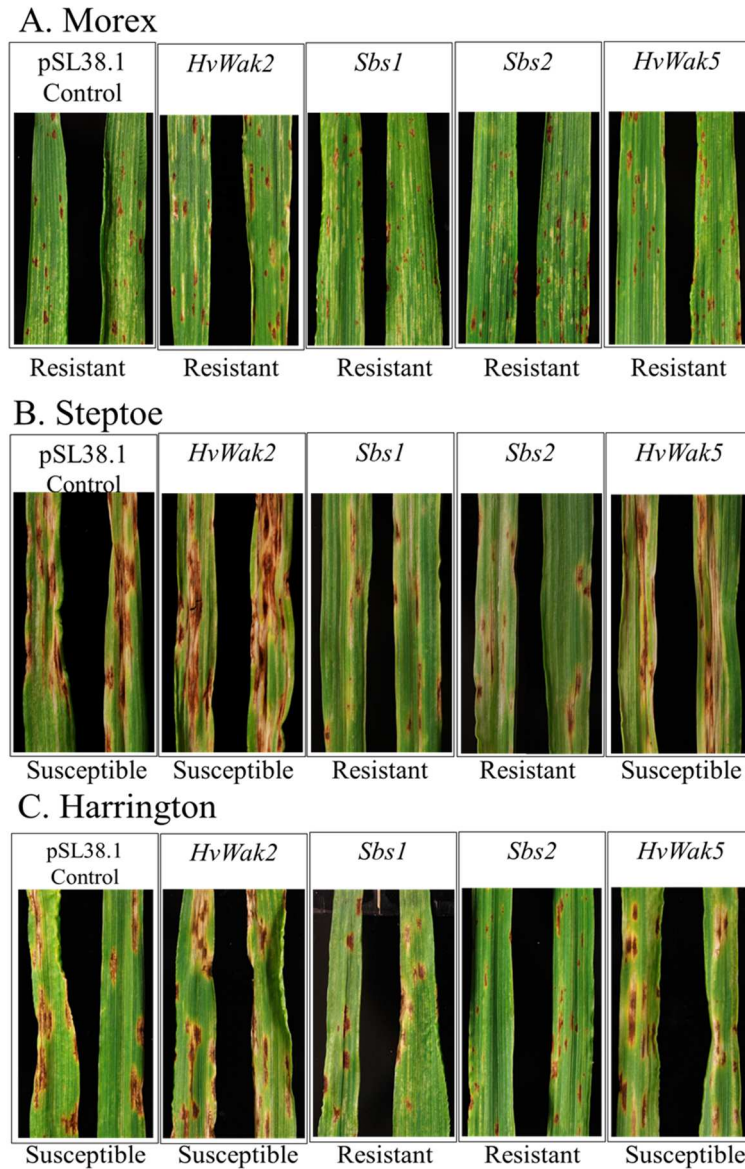 A. Morex
pSL38.1 Control
HvWak2
Sbs1
Sbs2
HvWak5
Resistant
Resistant
Resistant
Resistant
Resistant
B. Steptoe
pSL38.1 Control
HvWak2
Sbs1
Sbs2
HvWak5
Susceptible
Susceptible
Resistant
Resistant
Susceptible
C. Harrington
pSL38.1 Control
HvWak2
Sbs1
Sbs2
HvWak5
Susceptible
Susceptible
Resistant
Resistant
Susceptible